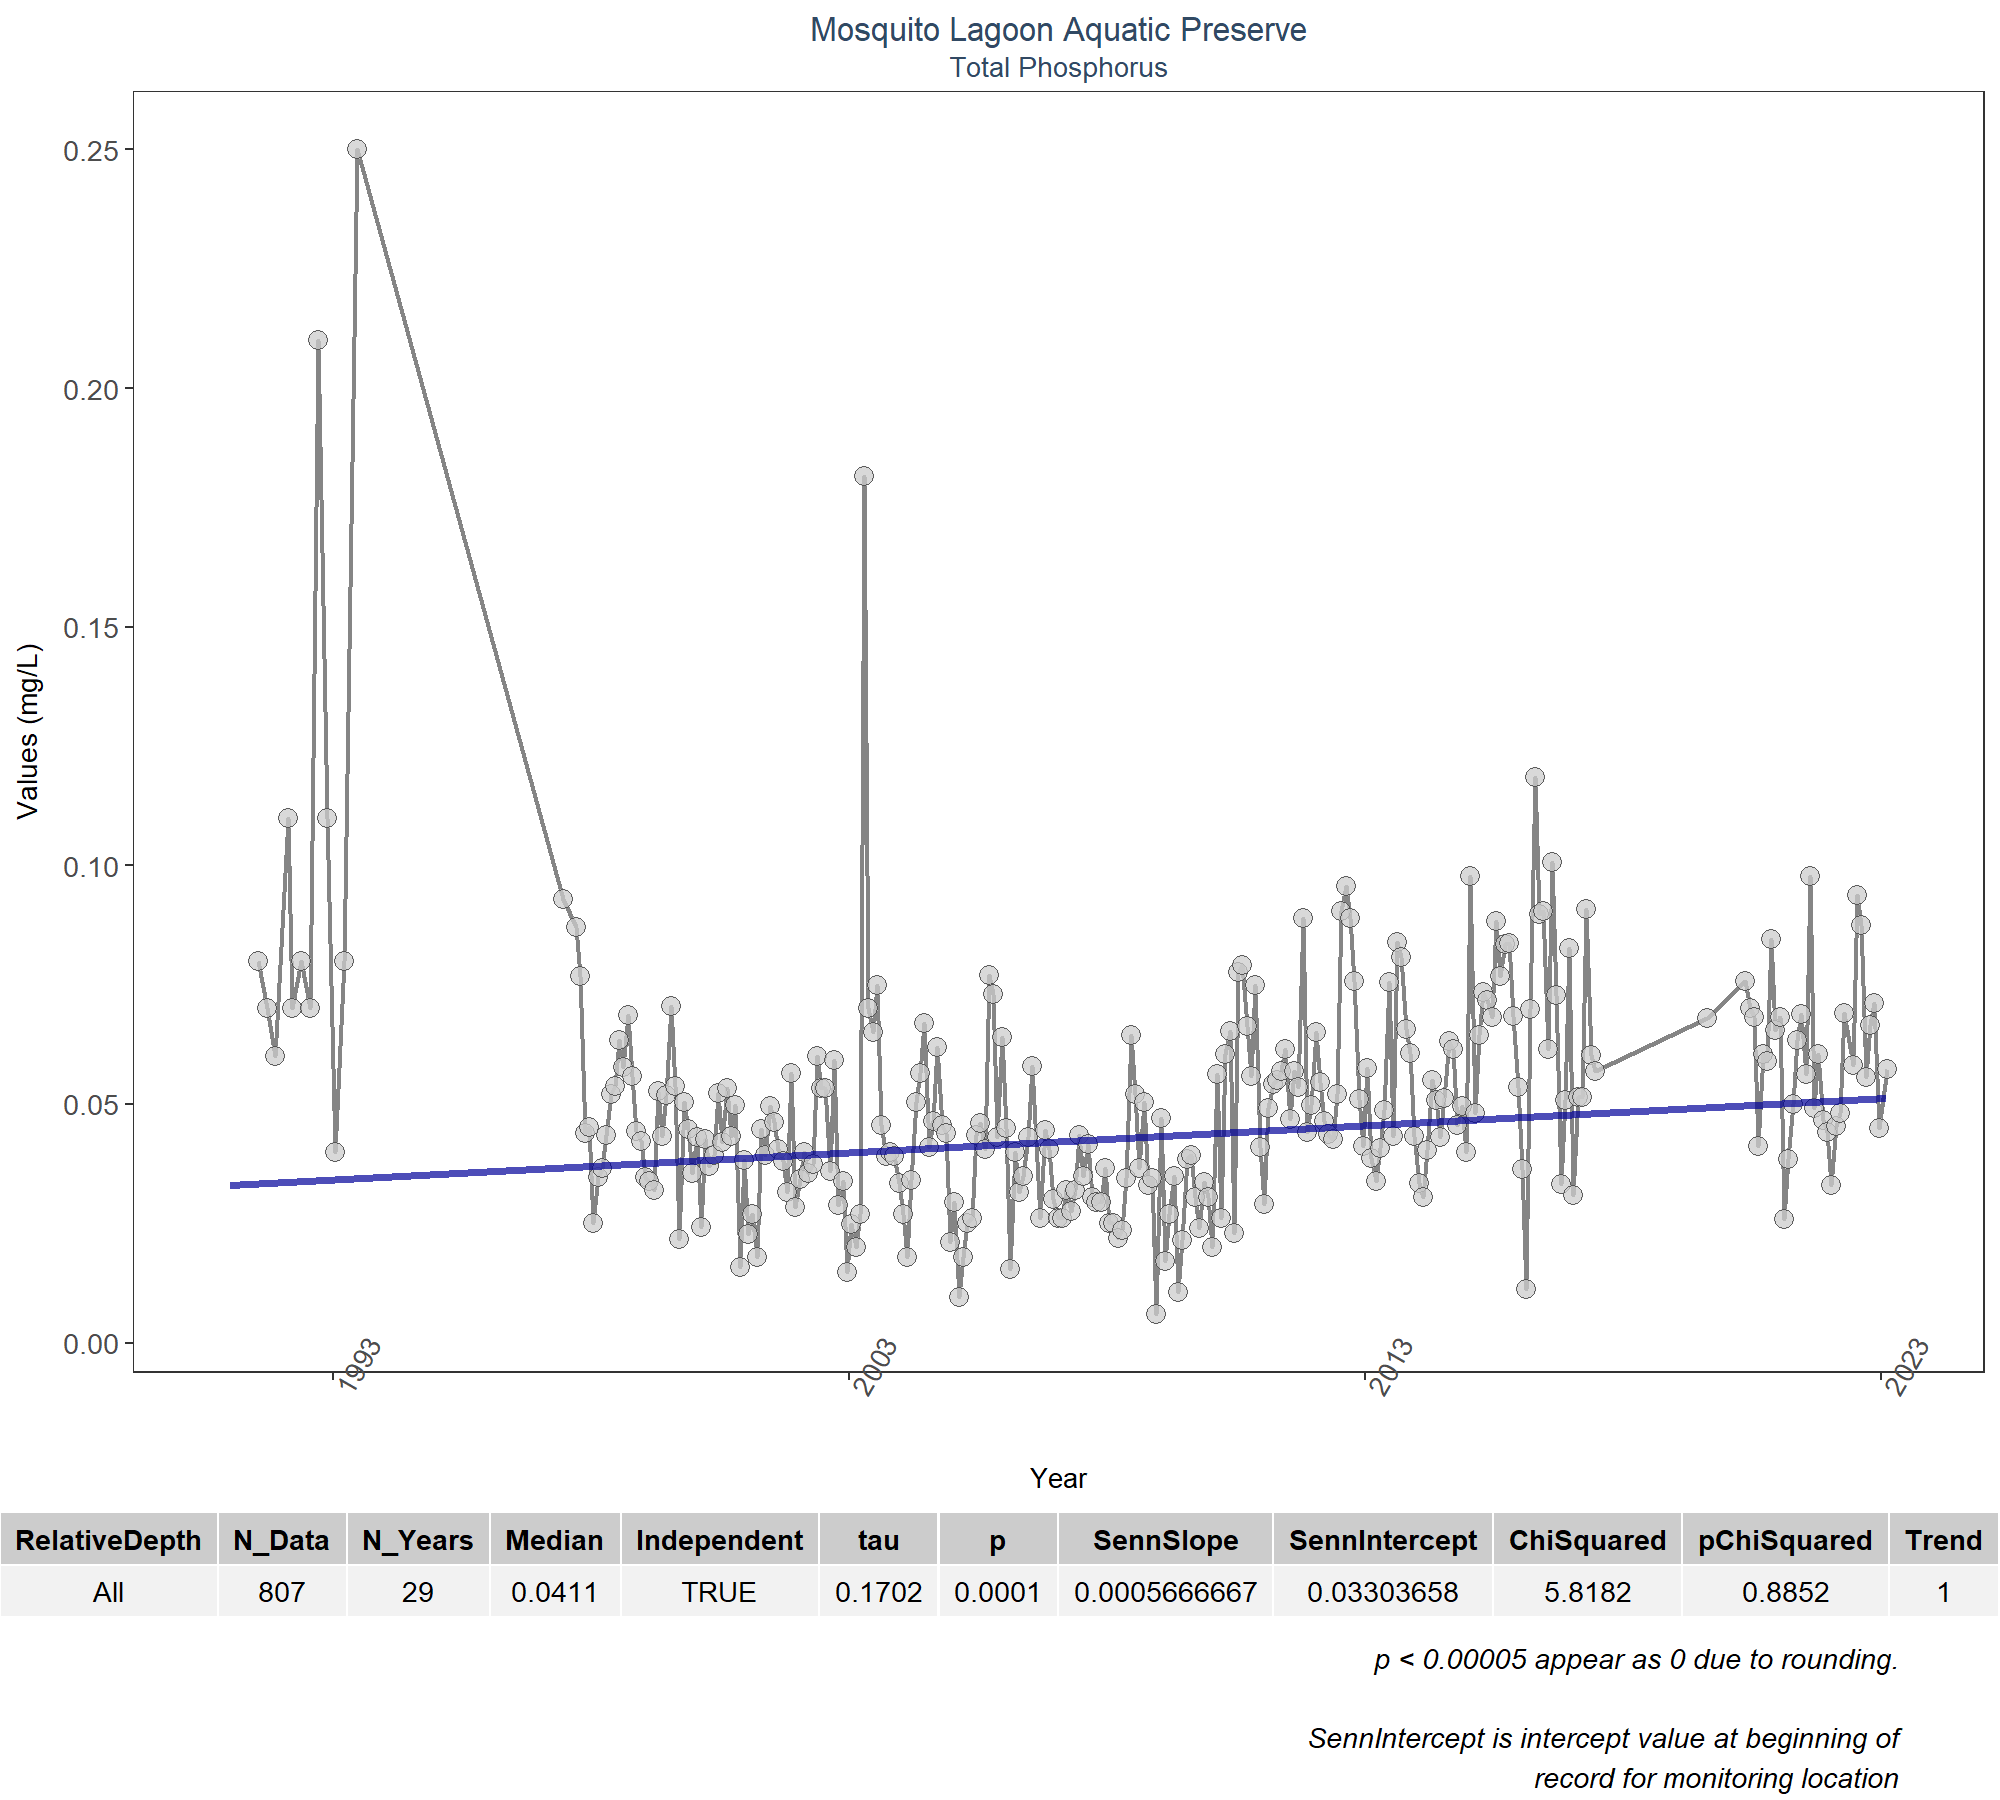 Mosquito Lagoon Aquatic Preserve
Total Phosphorus
Values (mg/L)
0.25
0.20
0.15
0.10
0.05
0.00
1993
2003
2013
2023
Year
RelativeDepth N_Data N_Years Median Independent tau p SennSlope SennIntercept ChiSquared pChiSquared Trend
All 807 29 0.0411 TRUE 0.1702 0.0001 0.0005666667 0.03303658 5.8182 0.8852 1
p < 0.00005 appear as 0 due to rounding.
SennIntercept is intercept value at beginning of
record for monitoring location